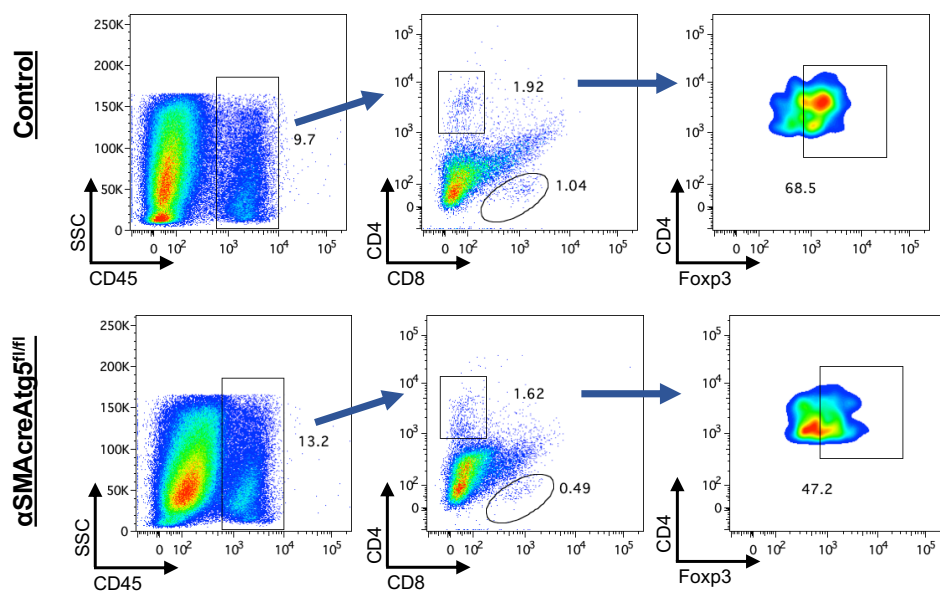 Control
250K
200K
150K
100K
50K
0
SSC
0 10² 10³ 10⁴ 10⁵
CD45
9.7
10⁵
10⁴
10³
10²
0
CD4
0 10² 10³ 10⁴ 10⁵
CD8
1.92
1.04
10⁵
10⁴
10³
10²
0
CD4
0 10² 10³ 10⁴ 10⁵
Foxp3
68.5
αSMAcreAtg5fl/fl
250K
200K
150K
100K
50K
0
SSC
0 10² 10³ 10⁴ 10⁵
CD45
13.2
10⁵
10⁴
10³
10²
0
CD4
0 10² 10³ 10⁴ 10⁵
CD8
1.62
0.49
10⁵
10⁴
10³
10²
0
CD4
0 10² 10³ 10⁴ 10⁵
Foxp3
47.2